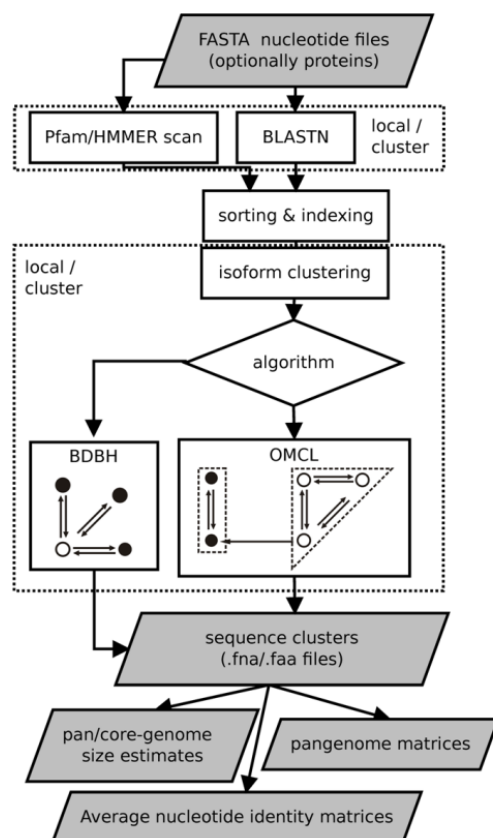 FASTA nucleotide files
(optionally proteins)
Pfam/HMMER scan
BLASTN
local /
cluster
sorting & indexing
local /
cluster
isoform clustering
algorithm
BDBH
OMCL
sequence clusters
(.fna/.faa files)
pan/core-genome
size estimates
pangenome matrices
Average nucleotide identity matrices